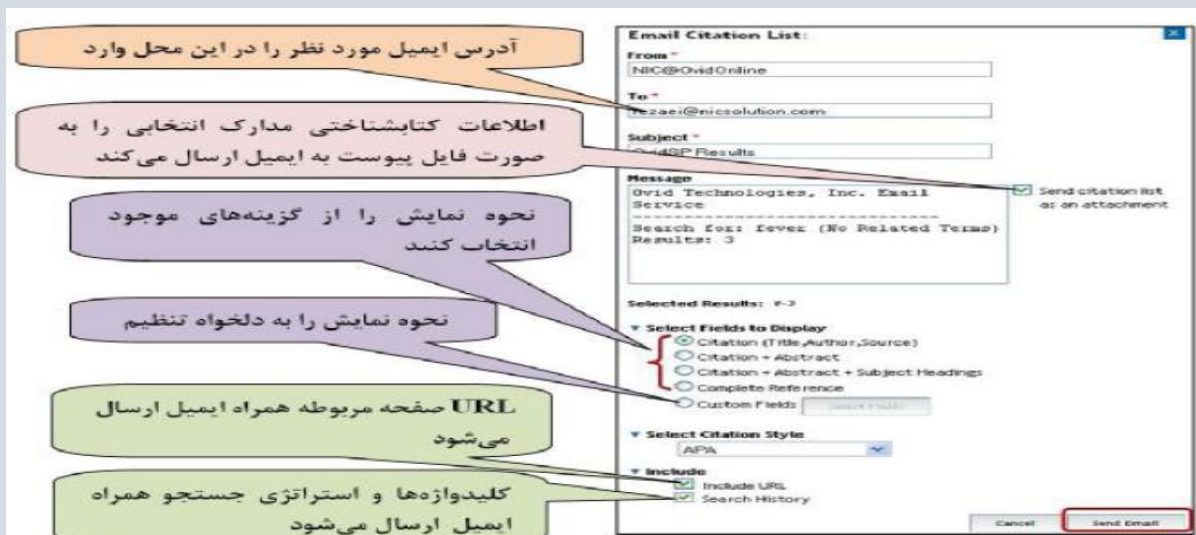 آدرس ایمیل مورد نظر را در این محل وارد
اطلاعات کتابشناختی مدارک انتخابی را به
صورت فایل پیوست به ایمیل ارسال می‌کند
نحوه نمایش را از گزینه‌های موجود
انتخاب کنید
نحوه نمایش را به دلخواه تنظیم
URL صفحه مربوطه همراه ایمیل ارسال
می‌شود
کلیدواژه‌ها و استراتژی جستجو همراه
ایمیل ارسال می‌شود
Email Citation List:
From *
NIC@OvidOnline
To *
rezaei@nicsolution.com
Subject *
OvidSP Results
Message
Ovid Technologies, Inc. Email
Service
-------------------------------
Search for: fever (No Related Terms)
Results: 3
Send citation list
as an attachment
Selected Results:
Select Fields to Display
Citation (Title,Author,Source)
Citation + Abstract
Citation + Abstract + Subject Headings
Complete Reference
Custom Fields Select Fields
Select Citation Style
APA
Include
Include URL
Search History
Cancel
Send Email